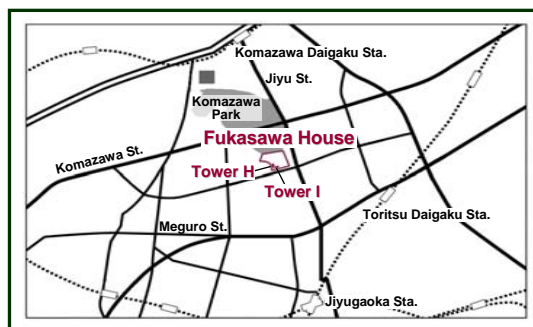 Komazawa Daigaku Sta.
Jiyu St.
Komazawa
Park
Fukasawa House
Komazawa St.
Tower H
Tower I
Toritsu Daigaku Sta.
Meguro St.
Jiyugaoka Sta.